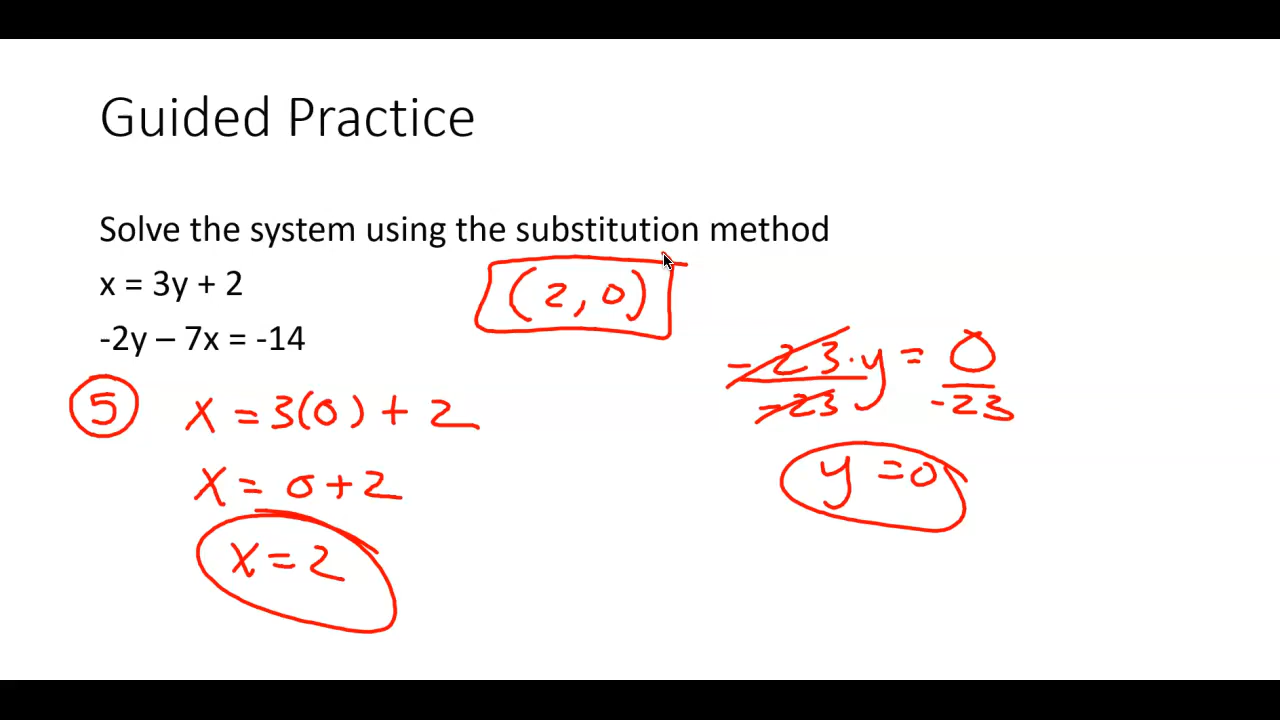 Guided Practice
Solve the system using the substitution method
x = 3y + 2
-2y – 7x = -14
(2, 0)
5
x = 3(0) + 2
x = 0 + 2
x = 2
-23 · y = 0
-23 -23
y = 0